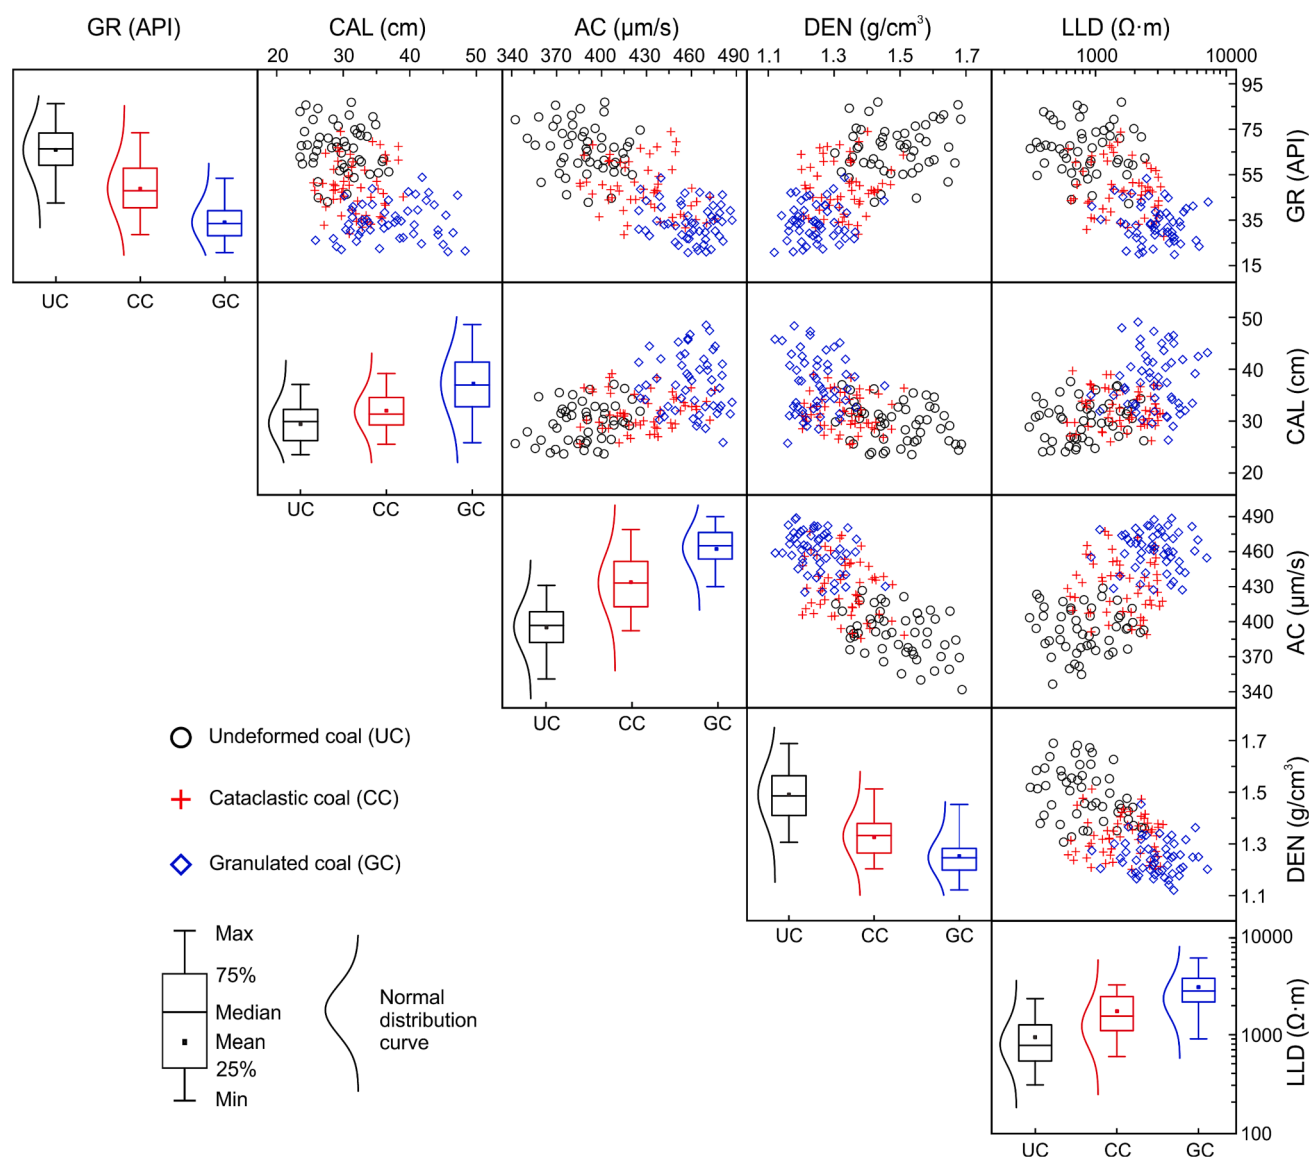 GR (API) CAL (cm) AC (μm/s) DEN (g/cm³) LLD (Ω·m)
20 30 40 50 340 370 400 430 460 490 1.1 1.3 1.5 1.7 1000 10000
95
75
55
35
15
GR (API)
UC CC GC
50
40
30
20
CAL (cm)
UC CC GC
490
460
430
400
370
340
AC (μm/s)
UC CC GC
Undeformed coal (UC)
Cataclastic coal (CC)
Granulated coal (GC)
1.7
1.5
1.3
1.1
DEN (g/cm³)
UC CC GC
Max
75%
Median
Mean
25%
Min
Normal
distribution
curve
10000
1000
100
LLD (Ω·m)
UC CC GC